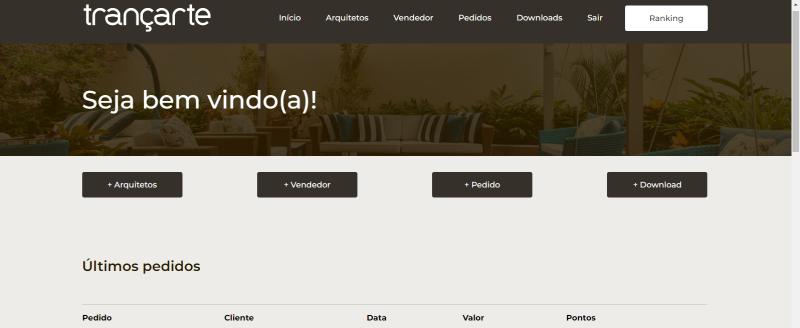 trançarte
Início Arquitetos Vendedor Pedidos Downloads Sair Ranking
Seja bem vindo(a)!
+ Arquitetos + Vendedor + Pedido + Download
Últimos pedidos
Pedido Cliente Data Valor Pontos